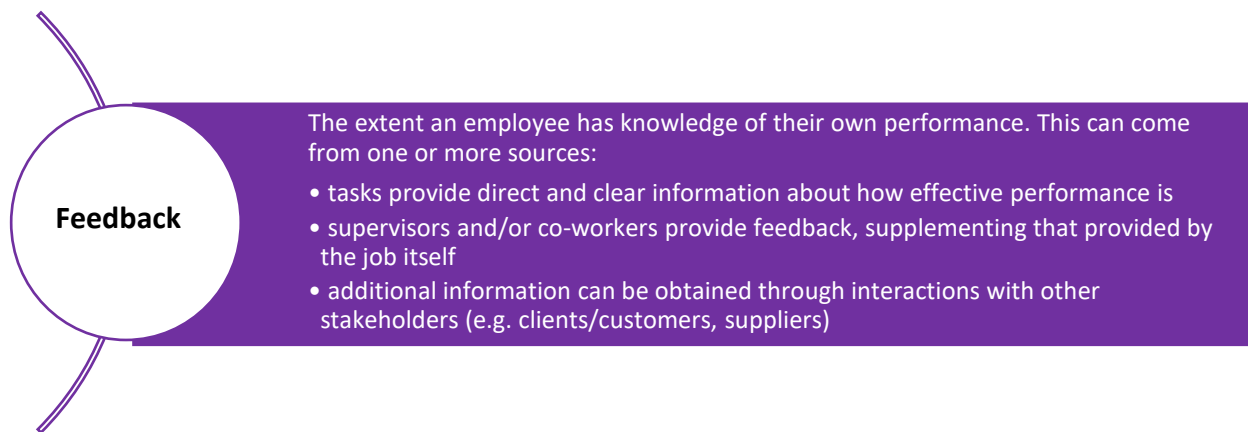 Feedback
The extent an employee has knowledge of their own performance. This can come
from one or more sources:
• tasks provide direct and clear information about how effective performance is
• supervisors and/or co-workers provide feedback, supplementing that provided by
the job itself
• additional information can be obtained through interactions with other
stakeholders (e.g. clients/customers, suppliers)